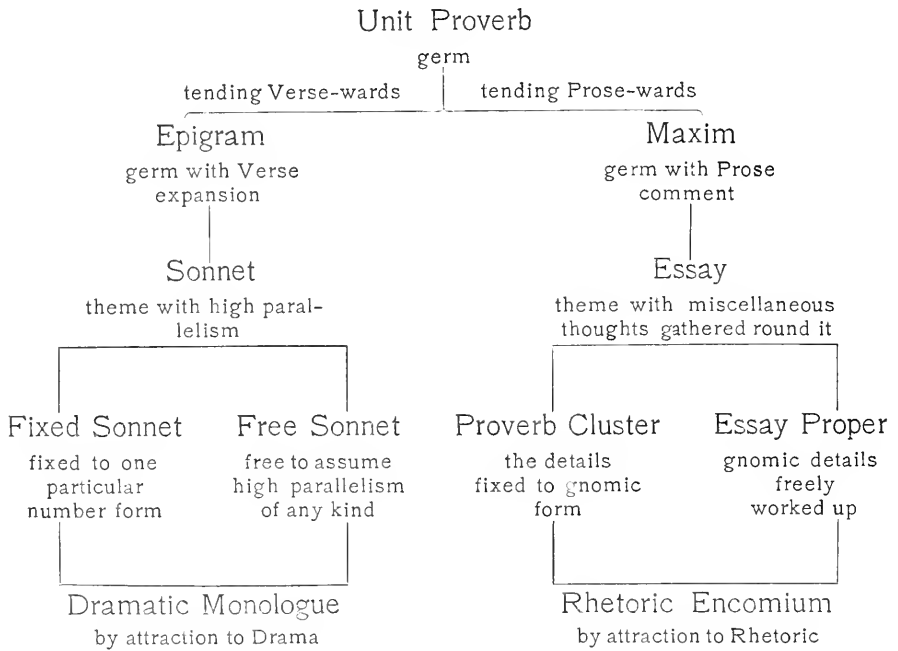 Unit Proverb
germ
tending Verse-wards
tending Prose-wards
Epigram
germ with Verse
expansion
Maxim
germ with Prose
comment
Sonnet
theme with high paral-
lelism
Essay
theme with miscellaneous
thoughts gathered round it
Fixed Sonnet
fixed to one
particular
number form
Free Sonnet
free to assume
high parallelism
of any kind
Proverb Cluster
the details
fixed to gnomic
form
Essay Proper
gnomic details
freely
worked up
Dramatic Monologue
by attraction to Drama
Rhetoric Encomium
by attraction to Rhetoric